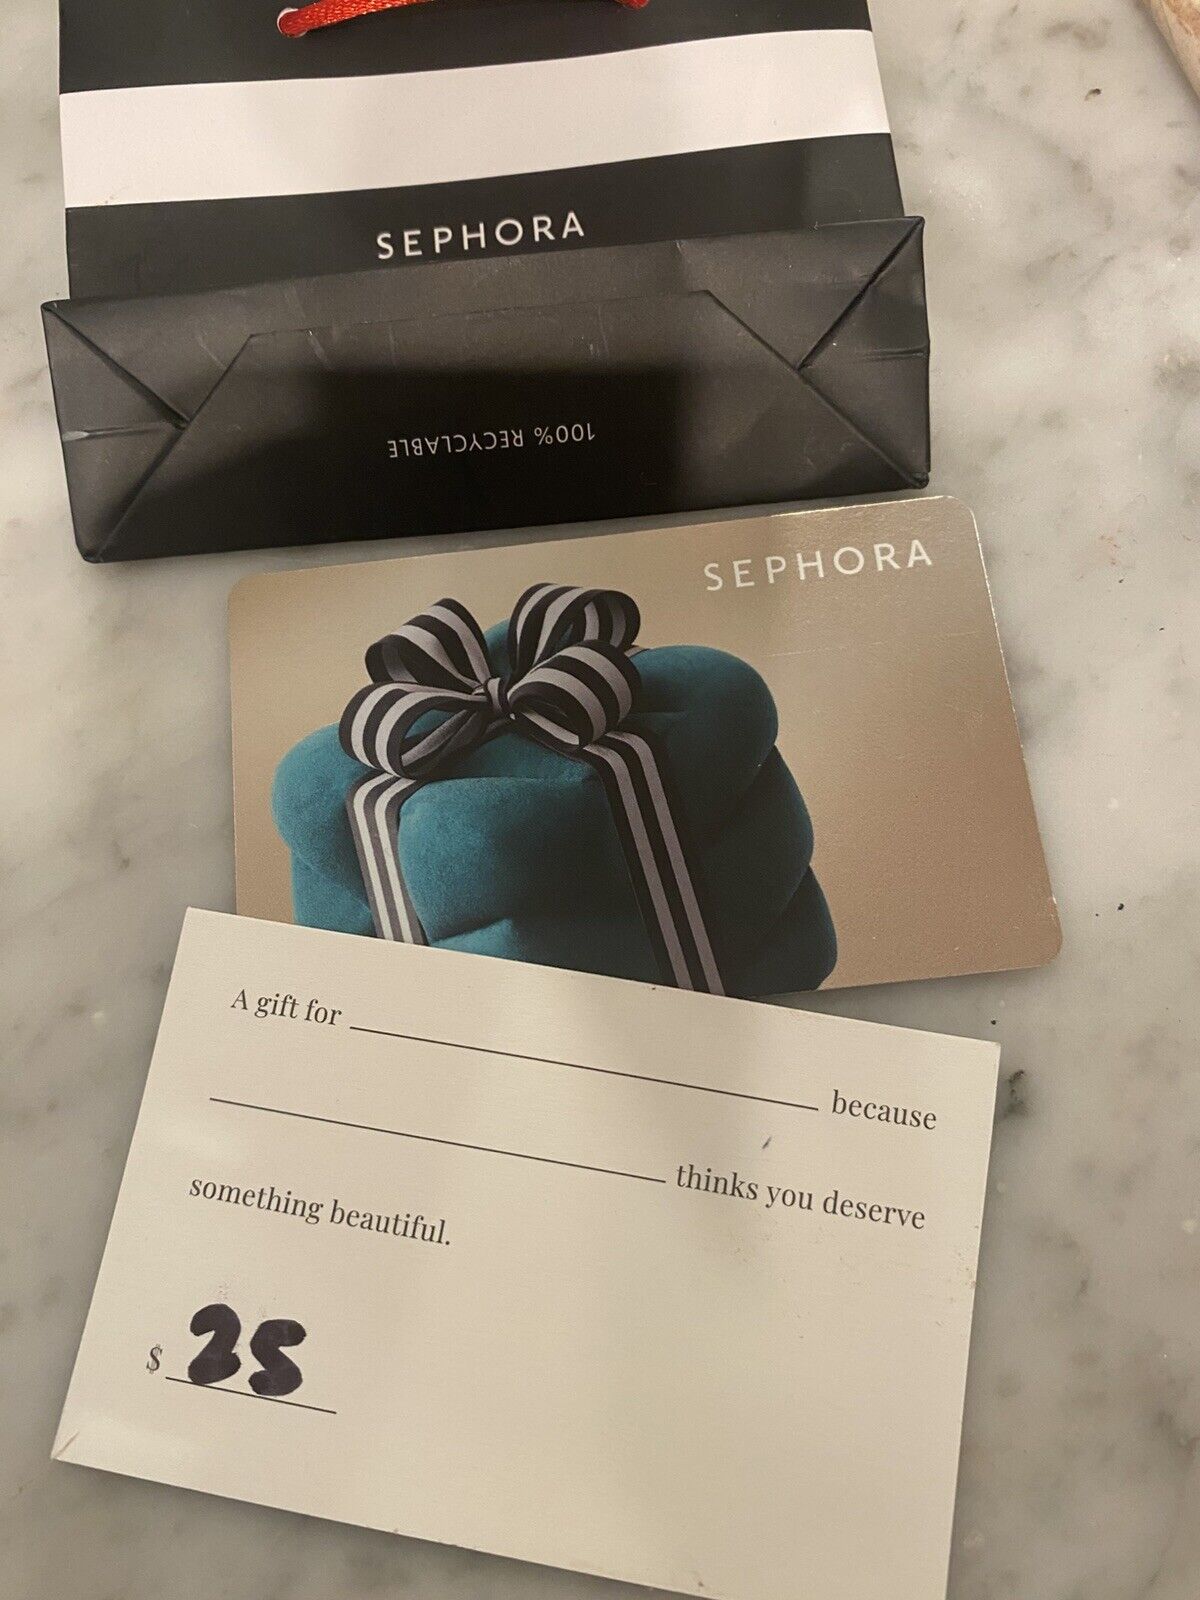 SEPHORA
100% RECYCLABLE
SEPHORA
A gift for
because
thinks you deserve
something beautiful.
$ 25